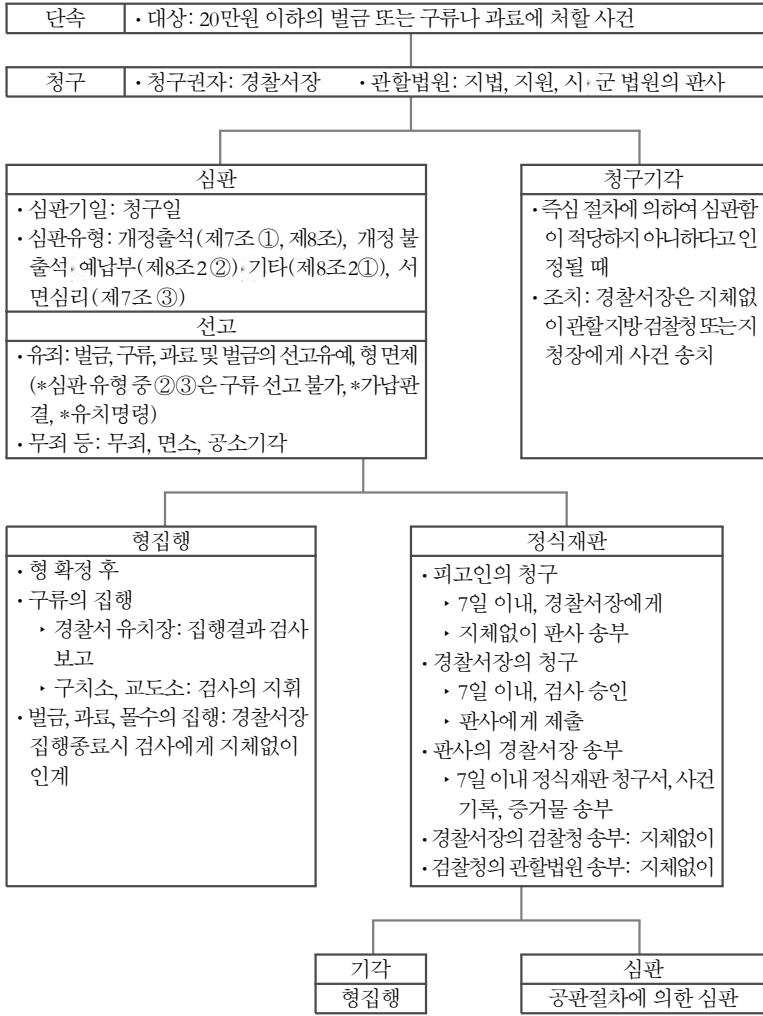 단속 • 대상: 20만원 이하의 벌금 또는 구류나 과료에 처할 사건
청구 • 청구권자: 경찰서장 • 관할법원: 지법, 지원, 시·군 법원의 판사
심판
• 심판기일: 청구일
• 심판유형: 개정출석(제7조 ①, 제8조), 개정 불
출석·예납부(제8조2 ②)·기타(제8조2①), 서
면심리(제7조 ③)
선고
• 유죄: 벌금, 구류, 과료 및 벌금의 선고유예, 형 면제
(*심판 유형 중 ②③은 구류 선고 불가, *가납판
결, *유치명령)
• 무죄 등: 무죄, 면소, 공소기각
청구기각
• 즉심 절차에 의하여 심판함
이 적당하지 아니하다고 인
정될 때
• 조치: 경찰서장은 지체없
이 관할 지방 검찰청 또는 지
청장에게 사건 송치
형집행
• 형 확정 후
• 구류의 집행
‣ 경찰서 유치장: 집행결과 검사
보고
‣ 구치소, 교도소: 검사의 지휘
• 벌금, 과료, 몰수의 집행: 경찰서장
집행종료시 검사에게 지체없이
인계
정식재판
• 피고인의 청구
‣ 7일 이내, 경찰서장에게
‣ 지체없이 판사 송부
• 경찰서장의 청구
‣ 7일 이내, 검사 승인
‣ 판사에게 제출
• 판사의 경찰서장 송부
‣ 7일 이내 정식재판 청구서, 사건
기록, 증거물 송부
• 경찰서장의 검찰청 송부: 지체없이
• 검찰청의 관할법원 송부: 지체없이
기각
형집행
심판
공판절차에 의한 심판